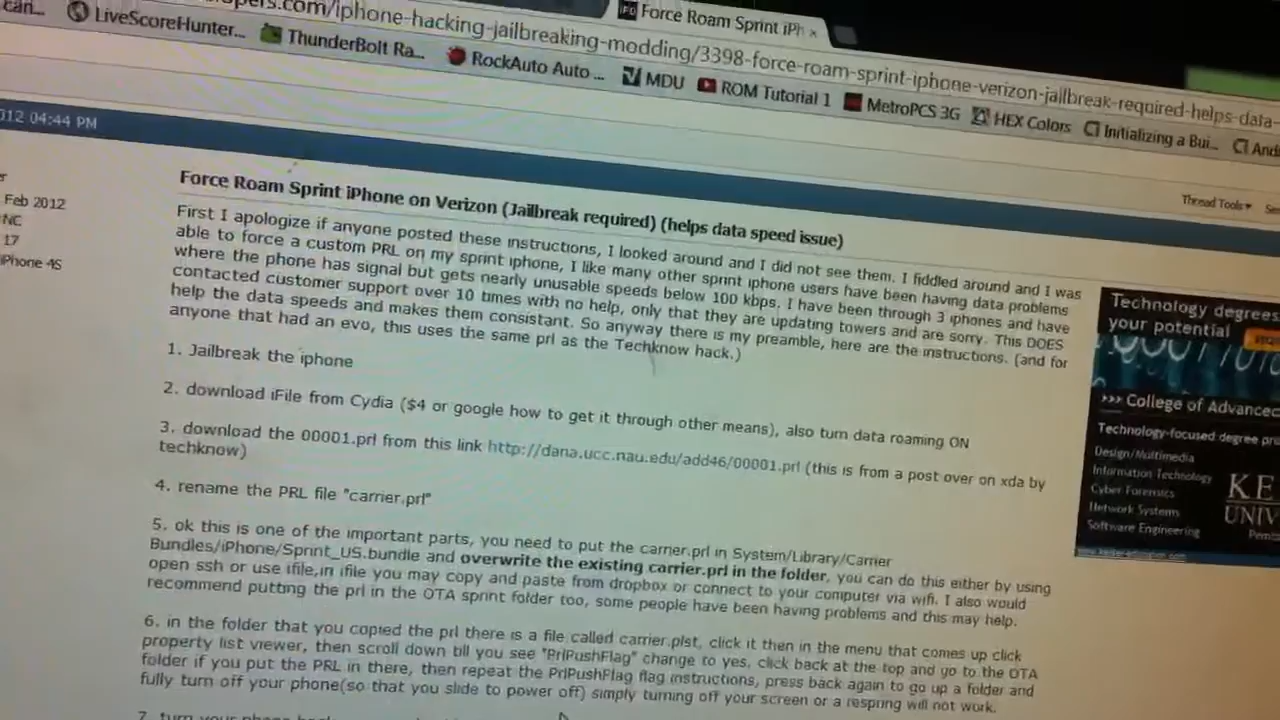 opers.com/iphone-hacking-jailbreaking-modding/3398-force-roam-sprint-iphone-verizon-jailbreak-required-helps-data-
Force Roam Sprint iPh ×
LiveScoreHunter...
ThunderBolt Ra...
RockAuto Auto ...
MDU
ROM Tutorial 1
MetroPCS 3G
HEX Colors
Initializing a Bui...
Andr
012 04:44 PM
Thread Tools
Feb 2012
NC
17
iPhone 4S
Force Roam Sprint iPhone on Verizon (Jailbreak required) (helps data speed issue)
First I apologize if anyone posted these instructions, I looked around and I did not see them. I fiddled around and I was
able to force a custom PRL on my sprint iphone, I like many other sprint iphone users have been having data problems
where the phone has signal but gets nearly unusable speeds below 100 kbps. I have been through 3 iphones and have
contacted customer support over 10 times with no help, only that they are updating towers and are sorry. This DOES
help the data speeds and makes them consistant. So anyway there is my preamble, here are the instructions. (and for
anyone that had an evo, this uses the same prl as the Techknow hack.)
1. Jailbreak the iphone
2. download iFile from Cydia ($4 or google how to get it through other means), also turn data roaming ON
3. download the 00001.prl from this link http://dana.ucc.nau.edu/add46/00001.prl (this is from a post over on xda by
techknow)
4. rename the PRL file "carrier.prl"
5. ok this is one of the important parts, you need to put the carrier.prl in System/Library/Carrier
Bundles/iPhone/Sprint_US.bundle and overwrite the existing carrier.prl in the folder, you can do this either by using
open ssh or use ifile,in ifile you may copy and paste from dropbox or connect to your computer via wifi. I also would
recommend putting the prl in the OTA sprint folder too, some people have been having problems and this may help.
6. in the folder that you copied the prl there is a file called carrier.plst, click it then in the menu that comes up click
property list viewer, then scroll down till you see "PrlPushFlag" change to yes, click back at the top and go to the OTA
folder if you put the PRL in there, then repeat the PrlPushFlag flag instructions, press back again to go up a folder and
fully turn off your phone(so that you slide to power off) simply turning off your screen or a respring will not work.
7. turn your phone
Technology degrees
your potential
>>> College of Advanced
Technology-focused degree pro
Design/Multimedia
Information Technology
Cyber Forensics
Network Systems
Software Engineering
KE
UNIV